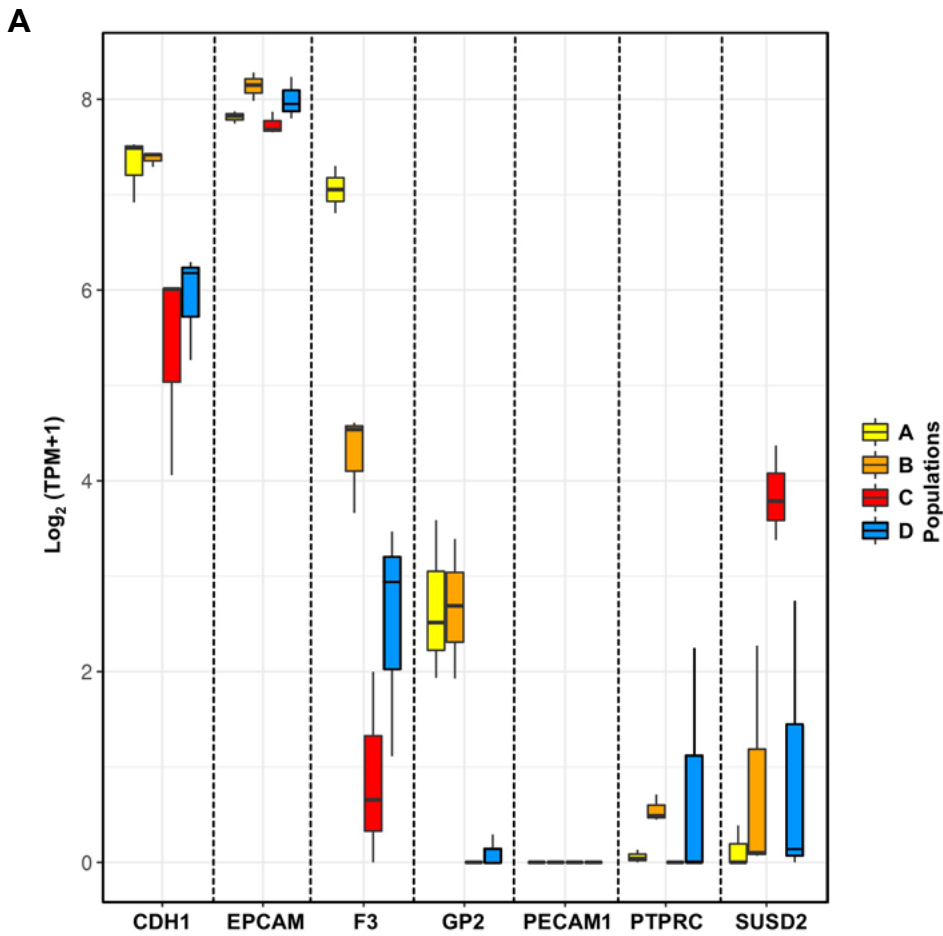 A
8
6
4
2
0
Log2 (TPM+1)
CDH1 EPCAM F3 GP2 PECAM1 PTPRC SUSD2
A
B
C
D
Populations